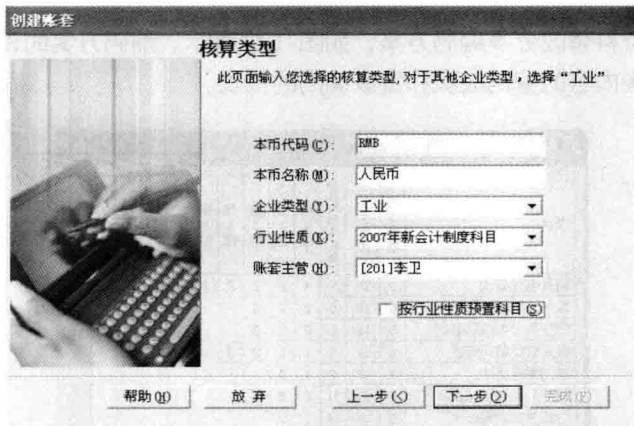 创建账套
核算类型
此页面输入您选择的核算类型,对于其他企业类型,选择“工业”
本币代码(C): RMB
本币名称(M): 人民币
企业类型(Y): 工业
行业性质(K): 2007年新会计制度科目
账套主管(H): [201]李卫
按行业性质预置科目(S)
帮助(H) 放弃 上一步(<) 下一步(>) 完成(F)